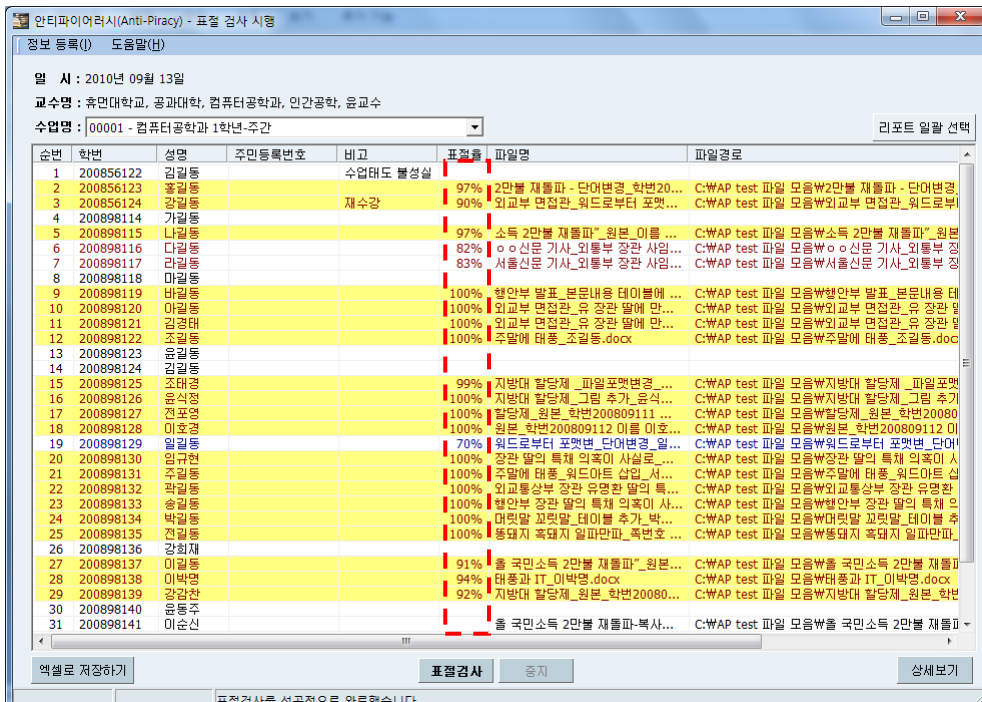 안티파이어러시(Anti-Piracy) - 표절 검사 시행
정보 등록(I) 도움말(H)
일 시 : 2010년 09월 13일
교수명 : 휴먼대학교, 공과대학, 컴퓨터공학과, 인간공학, 윤교수
수업명 : 00001 - 컴퓨터공학과 1학년-주간
리포트 일괄 선택
순번 학번 성명 주민등록번호 비고 표절율 파일명 파일경로
1 200856122 김길동 수업태도 불성실
2 200856123 홍길동 97% 2만불 재돌파 - 단어변경_학번20... C:₩AP test 파일 모음₩2만불 재돌파 - 단어변경_
3 200856124 강길동 재수강 90% 외교부 면접관_워드로부터 포맷... C:₩AP test 파일 모음₩외교부 면접관_워드로부터
4 200898114 가길동
5 200898115 나길동 97% 소득 2만불 재돌파"_원본_이름 ... C:₩AP test 파일 모음₩소득 2만불 재돌파"_원본
6 200898116 다길동 82% ㅇㅇ신문 기사_외통부 장관 사임... C:₩AP test 파일 모음₩ㅇㅇ신문 기사_외통부 장
7 200898117 라길동 83% 서울신문 기사_외통부 장관 사임... C:₩AP test 파일 모음₩서울신문 기사_외통부 장
8 200898118 마길동
9 200898119 바길동 100% 행안부 발표_본문내용 테이블에 ... C:₩AP test 파일 모음₩행안부 발표_본문내용 테
10 200898120 아길동 100% 외교부 면접관_유 장관 딸에 만... C:₩AP test 파일 모음₩외교부 면접관_유 장관 딸
11 200898121 김경태 100% 외교부 면접관_유 장관 딸에 만... C:₩AP test 파일 모음₩외교부 면접관_유 장관 딸
12 200898122 조길동 100% 주말에 태풍_조길동.docx C:₩AP test 파일 모음₩주말에 태풍_조길동.doc
13 200898123 윤길동
14 200898124 김길동
15 200898125 조태경 99% 지방대 할당제 _파일포맷변경_... C:₩AP test 파일 모음₩지방대 할당제 _파일포맷
16 200898126 윤식정 100% 지방대 할당제_그림 추가_윤식... C:₩AP test 파일 모음₩지방대 할당제_그림 추가
17 200898127 전포영 100% 할당제_원본_학번200809111 ... C:₩AP test 파일 모음₩할당제_원본_학번20080
18 200898128 이호경 100% 원본_학번200809112 이름 이호... C:₩AP test 파일 모음₩원본_학번200809112 이
19 200898129 일길동 70% 워드로부터 포맷변_단어변경_일... C:₩AP test 파일 모음₩워드로부터 포맷변_단어
20 200898130 임규현 100% 장관 딸의 특채 의혹이 사실로_... C:₩AP test 파일 모음₩장관 딸의 특채 의혹이 사
21 200898131 주길동 100% 주말에 태풍_워드아트 삽입_서... C:₩AP test 파일 모음₩주말에 태풍_워드아트 삽
22 200898132 곽길동 100% 외교통상부 장관 유명환 딸의 특... C:₩AP test 파일 모음₩외교통상부 장관 유명환
23 200898133 송길동 100% 행안부 장관 딸의 특채 의혹이 사... C:₩AP test 파일 모음₩행안부 장관 딸의 특채 의
24 200898134 박길동 100% 머릿말 꼬릿말_테이블 추가_박... C:₩AP test 파일 모음₩머릿말 꼬릿말_테이블 추
25 200898135 전길동 100% 똥돼지 흑돼지 일파만파_쪽번호 ... C:₩AP test 파일 모음₩똥돼지 흑돼지 일파만파_
26 200898136 강희재
27 200898137 이길동 91% 올 국민소득 2만불 재돌파"_원본... C:₩AP test 파일 모음₩올 국민소득 2만불 재돌파
28 200898138 이박명 94% 태풍과 IT_이박명.docx C:₩AP test 파일 모음₩태풍과 IT_이박명.docx
29 200898139 강감찬 92% 지방대 할당제_원본_학번20080... C:₩AP test 파일 모음₩지방대 할당제_원본_학번
30 200898140 윤동주
31 200898141 이순신 올 국민소득 2만불 재돌파-복사... C:₩AP test 파일 모음₩올 국민소득 2만불 재돌파
엑셀로 저장하기 표절검사 중지 상세보기
표절검사를 성공적으로 완료했습니다